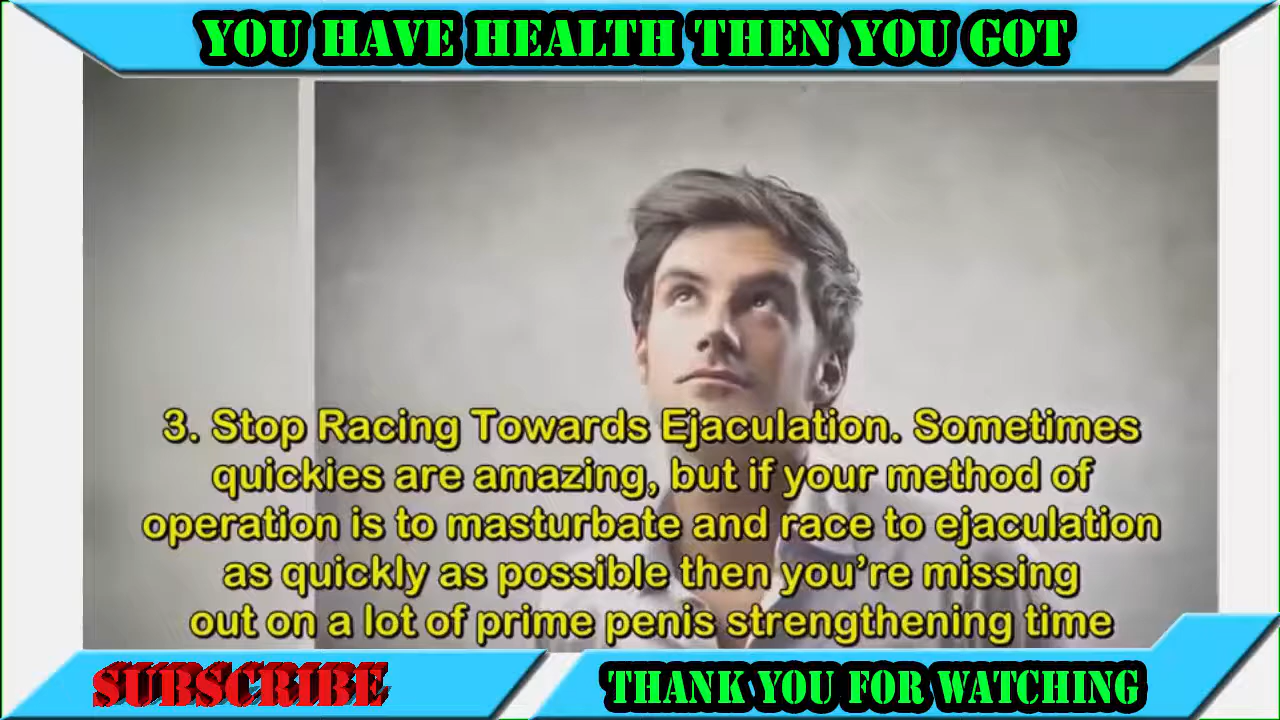 YOU HAVE HEALTH THEN YOU GOT
3. Stop Racing Towards Ejaculation. Sometimes
quickies are amazing, but if your method of
operation is to masturbate and race to ejaculation
as quickly as possible then you’re missing
out on a lot of prime penis strengthening time
SUBSCRIBE
THANK YOU FOR WATCHING